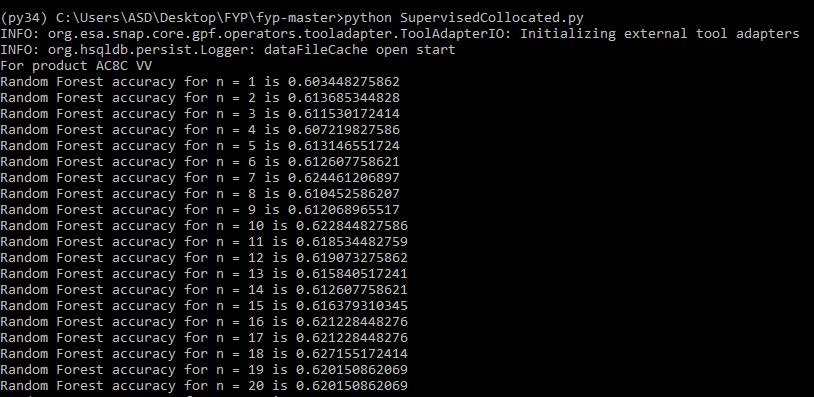 (py34) C:\Users\ASD\Desktop\FYP\fyp-master>python SupervisedCollocated.py
INFO: org.esa.snap.core.gpf.operators.tooladapter.ToolAdapterIO: Initializing external tool adapters
INFO: org.hsqldb.persist.Logger: dataFileCache open start
For product AC8C VV
Random Forest accuracy for n = 1 is 0.603448275862
Random Forest accuracy for n = 2 is 0.613685344828
Random Forest accuracy for n = 3 is 0.611530172414
Random Forest accuracy for n = 4 is 0.607219827586
Random Forest accuracy for n = 5 is 0.613146551724
Random Forest accuracy for n = 6 is 0.612607758621
Random Forest accuracy for n = 7 is 0.624461206897
Random Forest accuracy for n = 8 is 0.610452586207
Random Forest accuracy for n = 9 is 0.612068965517
Random Forest accuracy for n = 10 is 0.622844827586
Random Forest accuracy for n = 11 is 0.618534482759
Random Forest accuracy for n = 12 is 0.619073275862
Random Forest accuracy for n = 13 is 0.615840517241
Random Forest accuracy for n = 14 is 0.612607758621
Random Forest accuracy for n = 15 is 0.616379310345
Random Forest accuracy for n = 16 is 0.621228448276
Random Forest accuracy for n = 17 is 0.621228448276
Random Forest accuracy for n = 18 is 0.627155172414
Random Forest accuracy for n = 19 is 0.620150862069
Random Forest accuracy for n = 20 is 0.620150862069